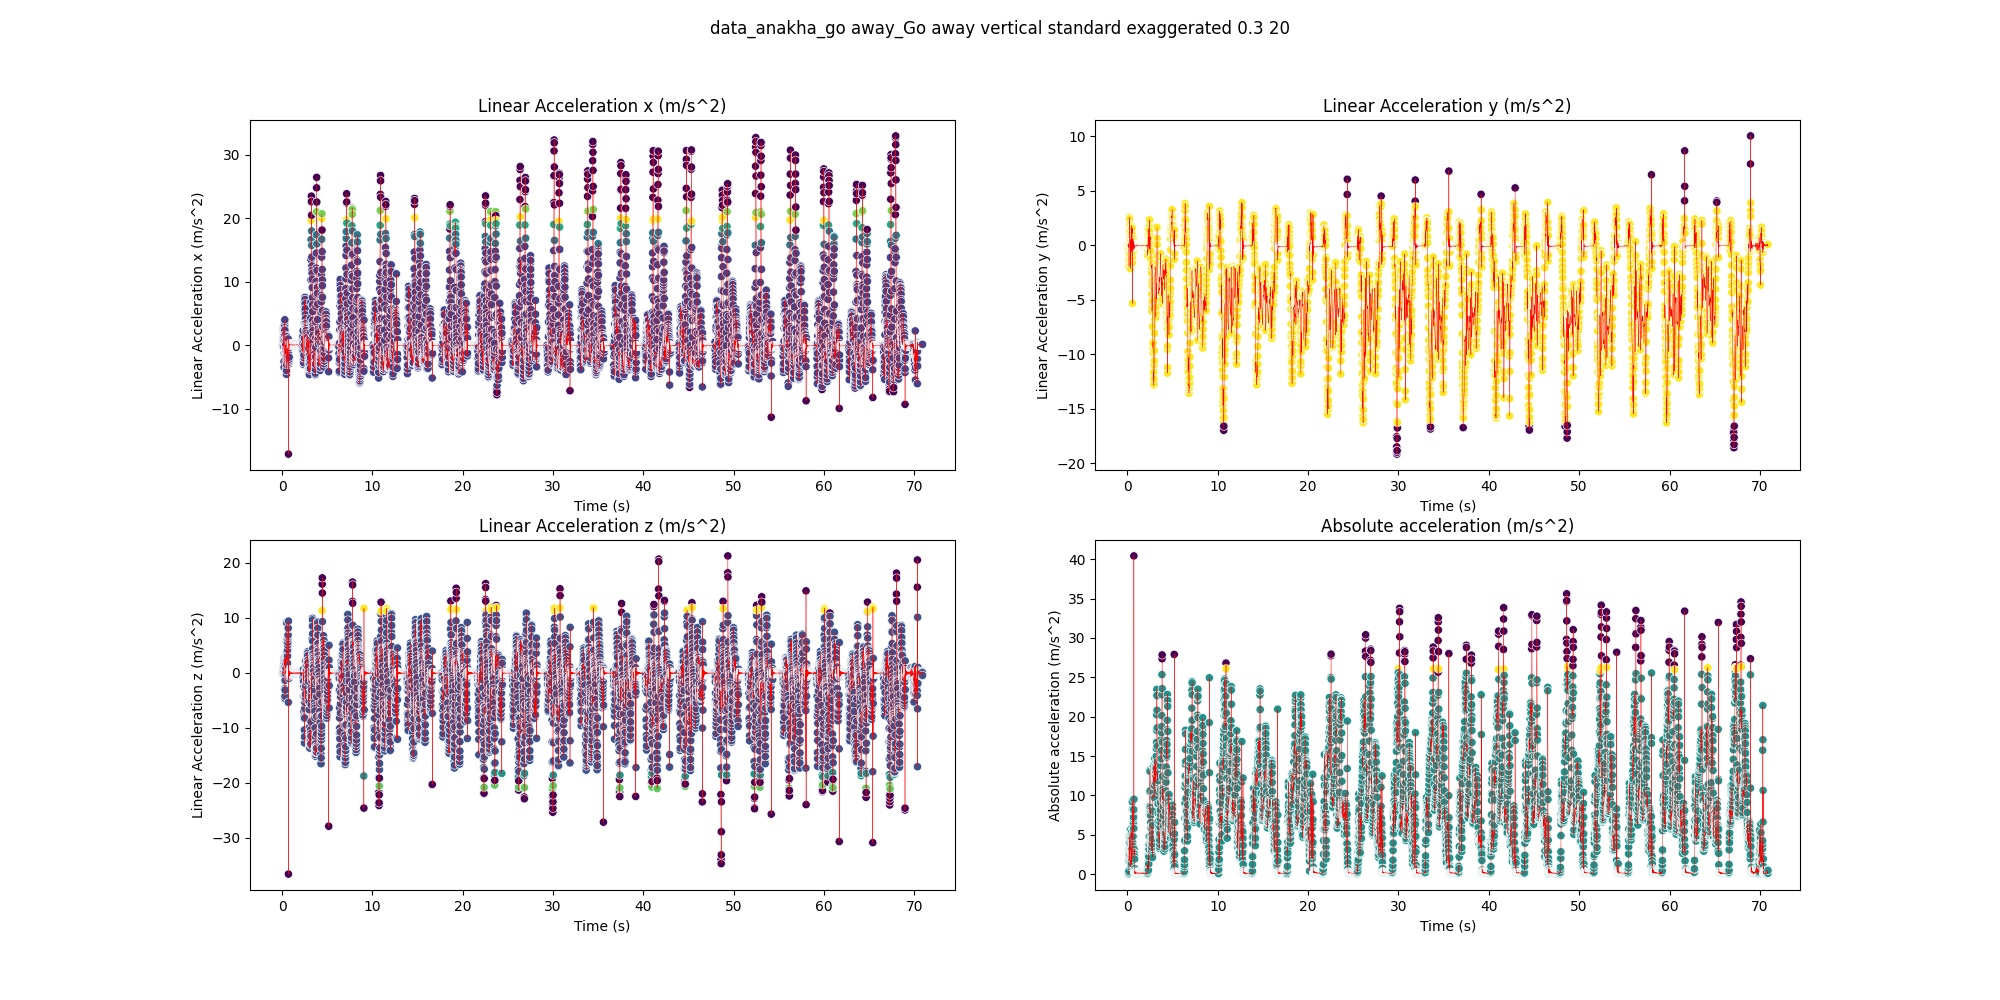 data_anakha_go away_Go away vertical standard exaggerated 0.3 20
Linear Acceleration x (m/s^2)
Linear Acceleration x (m/s^2)
30
20
10
0
−10
0 10 20 30 40 50 60 70
Time (s)
Linear Acceleration y (m/s^2)
Linear Acceleration y (m/s^2)
10
5
0
−5
−10
−15
−20
0 10 20 30 40 50 60 70
Time (s)
Linear Acceleration z (m/s^2)
Linear Acceleration z (m/s^2)
20
10
0
−10
−20
−30
0 10 20 30 40 50 60 70
Time (s)
Absolute acceleration (m/s^2)
Absolute acceleration (m/s^2)
40
35
30
25
20
15
10
5
0
0 10 20 30 40 50 60 70
Time (s)